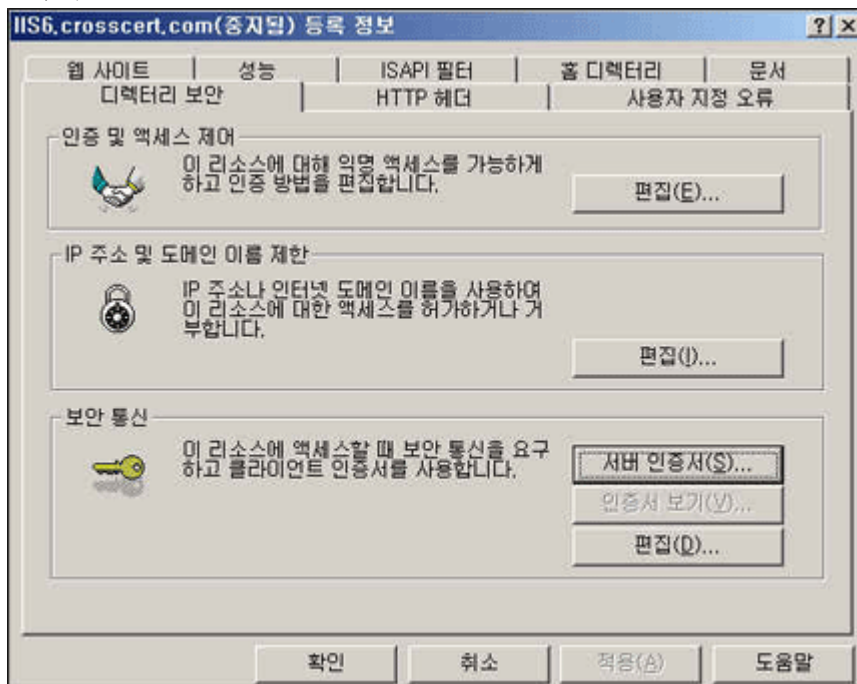 IIS6.crosscert.com(중지됨) 등록 정보
웹 사이트 성능 ISAPI 필터 홈 디렉터리 문서
디렉터리 보안 HTTP 헤더 사용자 지정 오류
인증 및 액세스 제어
이 리소스에 대해 익명 액세스를 가능하게
하고 인증 방법을 편집합니다.
편집(E)...
IP 주소 및 도메인 이름 제한
IP 주소나 인터넷 도메인 이름을 사용하여
이 리소스에 대한 액세스를 허가하거나 거
부합니다.
편집(I)...
보안 통신
이 리소스에 액세스할 때 보안 통신을 요구
하고 클라이언트 인증서를 사용합니다.
서버 인증서(S)...
인증서 보기(V)...
편집(D)...
확인 취소 적용(A) 도움말